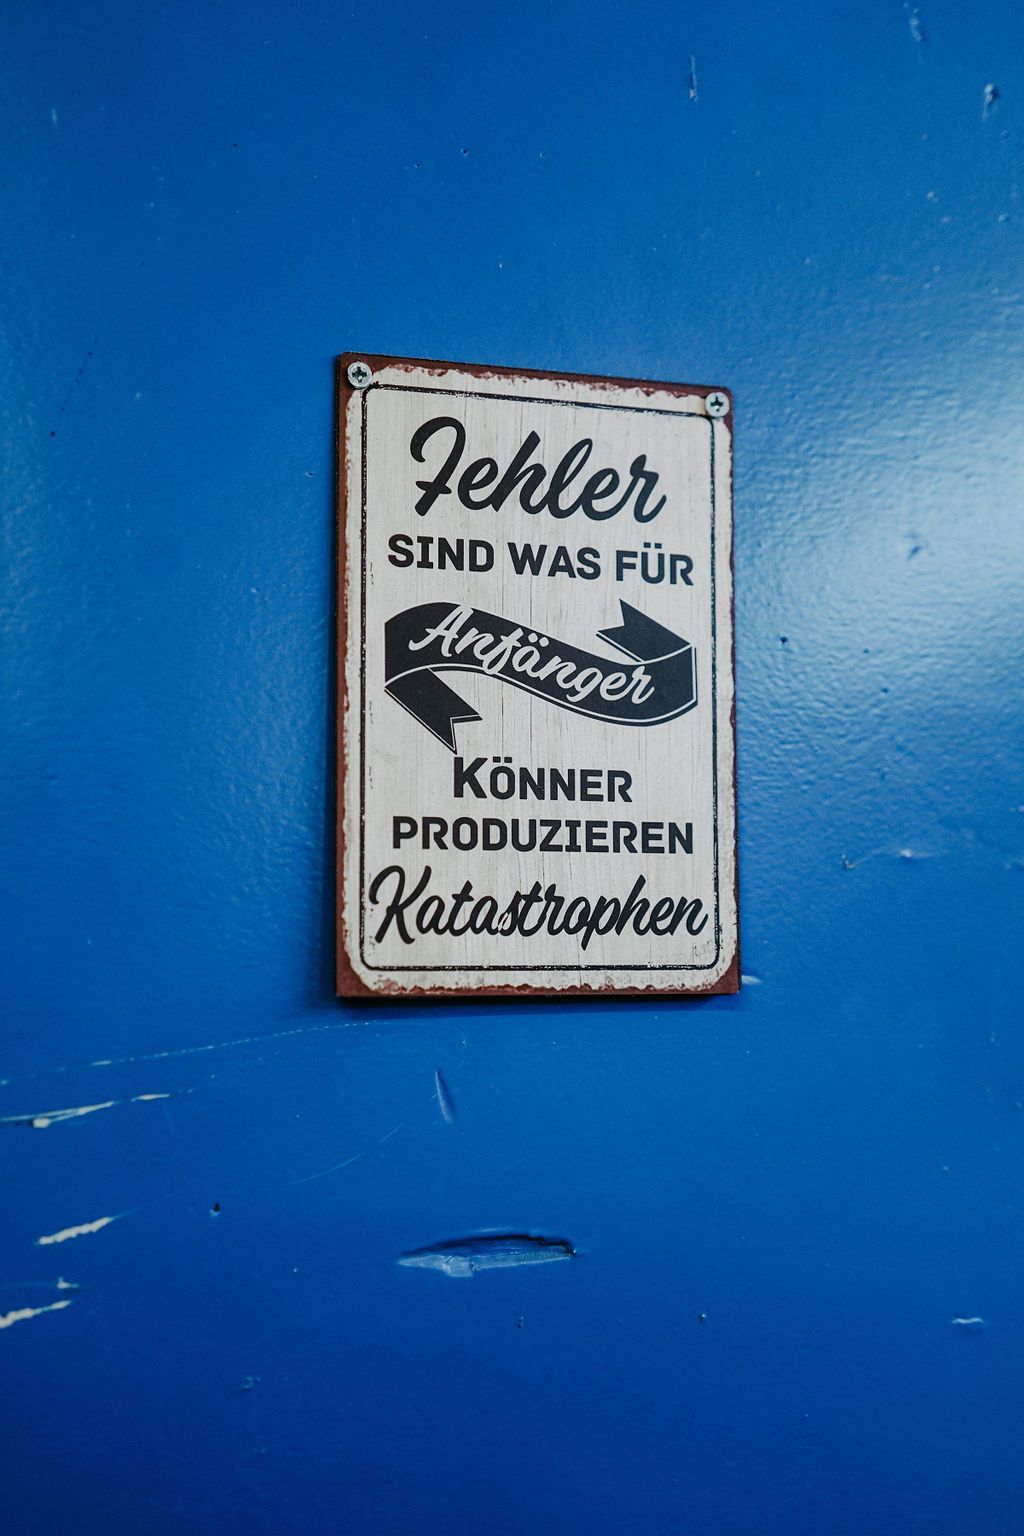 Fehler
SIND WAS FÜR
Anfänger
KÖNNER
PRODUZIEREN
Katastrophen